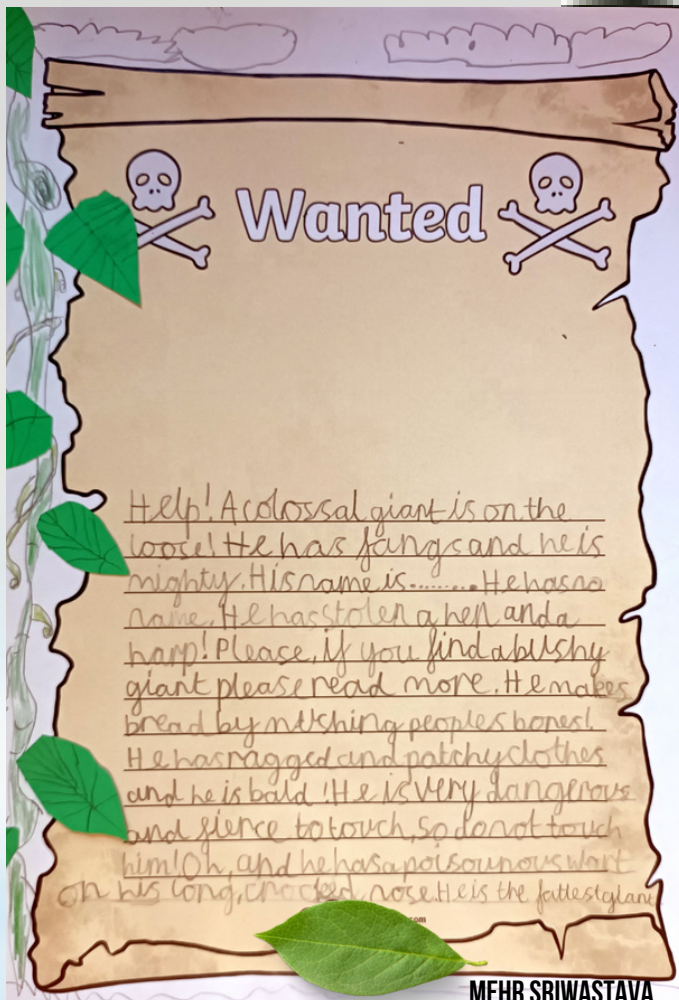 Wanted
Help! A colossal giant is on the
loose! He has fangs and he is
mighty. His name is.........He has no
name. He has stolen a hen and a
harp! Please, if you find a bushy
giant please read more. He makes
bread by mushing peoples bones!
He has ragged and patchy clothes
and he is bald! He is very dangerous
and fierce to touch, so do not touch
him! Oh, and he has a poisounous wart
on his long, crooked, nose. He is the fattest giant
com
MEHR SRIWASTAVA